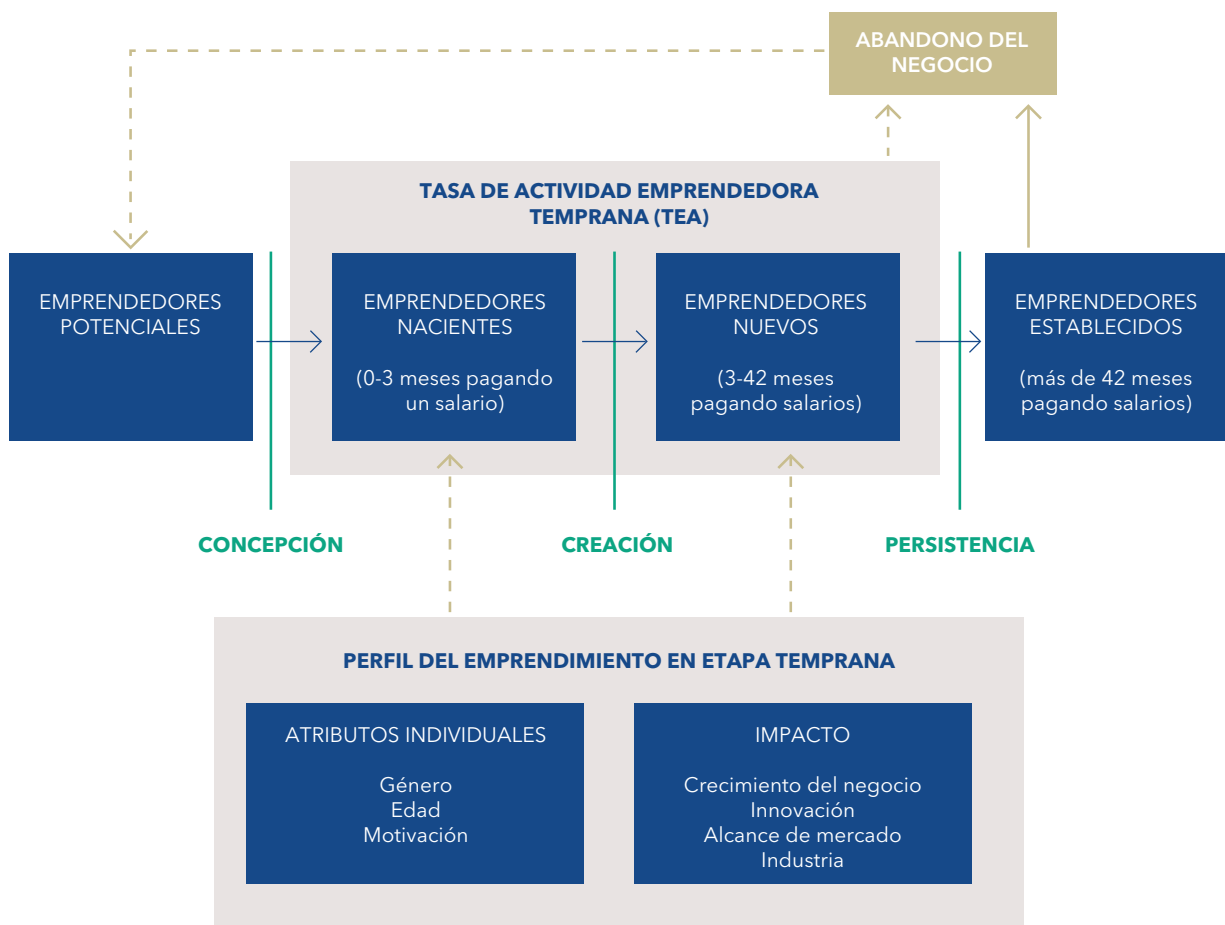 ABANDONO DEL
NEGOCIO
TASA DE ACTIVIDAD EMPRENDEDORA
TEMPRANA (TEA)
EMPRENDEDORES
POTENCIALES
EMPRENDEDORES
NACIENTES
(0-3 meses pagando
un salario)
EMPRENDEDORES
NUEVOS
(3-42 meses
pagando salarios)
EMPRENDEDORES
ESTABLECIDOS
(más de 42 meses
pagando salarios)
CONCEPCIÓN
CREACIÓN
PERSISTENCIA
PERFIL DEL EMPRENDIMIENTO EN ETAPA TEMPRANA
ATRIBUTOS INDIVIDUALES
Género
Edad
Motivación
IMPACTO
Crecimiento del negocio
Innovación
Alcance de mercado
Industria